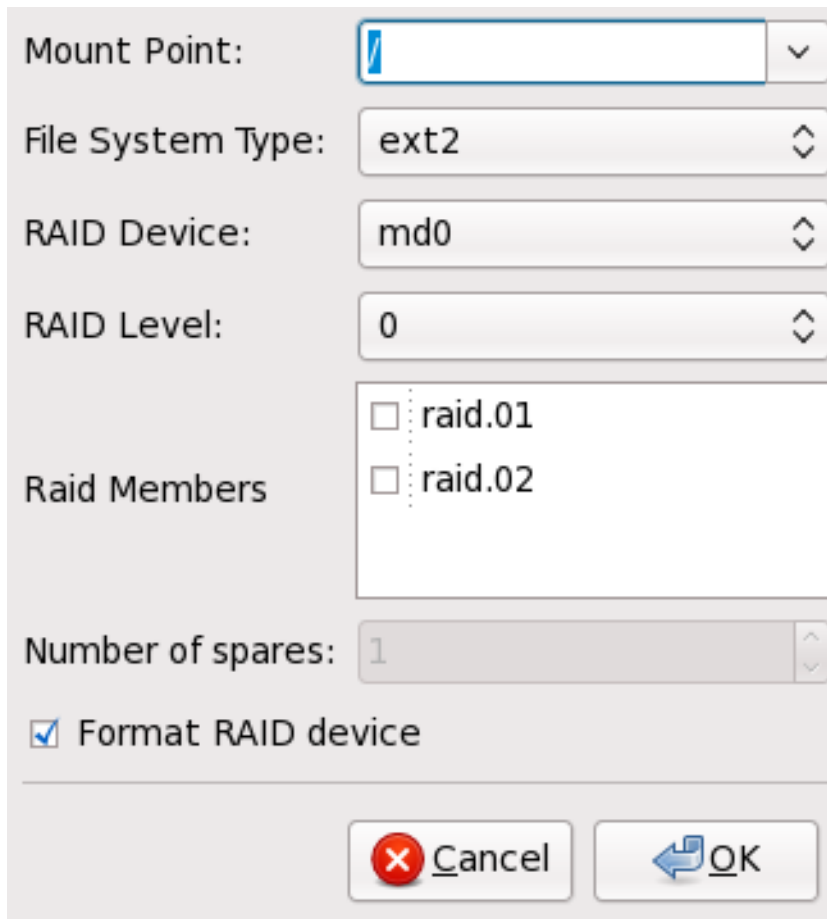 Mount Point: /
File System Type: ext2
RAID Device: md0
RAID Level: 0
raid.01
raid.02
Raid Members
Number of spares: 1
Format RAID device
Cancel OK